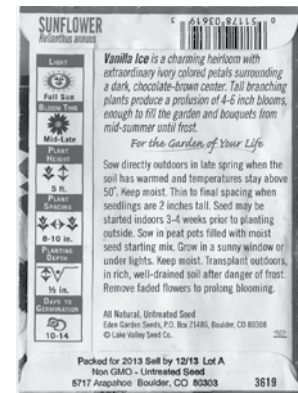 SUNFLOWER
Helianthus annuus
0 51178 03619 3
LIGHT
Full Sun
BLOOM TIME
Mid-Late
PLANT HEIGHT
5 ft.
PLANT SPACING
8-10 in.
PLANTING DEPTH
½ in.
DAYS TO GERMINATION
10-14
Vanilla Ice is a charming heirloom with
extraordinary ivory colored petals surrounding
a dark, chocolate-brown center. Tall branching
plants produce a profusion of 4-6 inch blooms,
enough to fill the garden and bouquets from
mid-summer until frost.
For the Garden of Your Life
Sow directly outdoors in late spring when the
soil has warmed and temperatures stay above
50°. Keep moist. Thin to final spacing when
seedlings are 2 inches tall. Seed may be
started indoors 3-4 weeks prior to planting
outside. Sow in peat pots filled with moist
seed starting mix. Grow in a sunny window or
under lights. Keep moist. Transplant outdoors,
in rich, well-drained soil after danger of frost.
Remove faded flowers to prolong blooming.
All Natural, Untreated Seed
Eden Garden Seeds, P.O. Box 21485, Boulder, CO 80308
© Lake Valley Seed Co.
Packed for 2013 Sell by 12/13 Lot A
Non GMO - Untreated Seed
5717 Arapahoe Boulder, CO 80303 3619